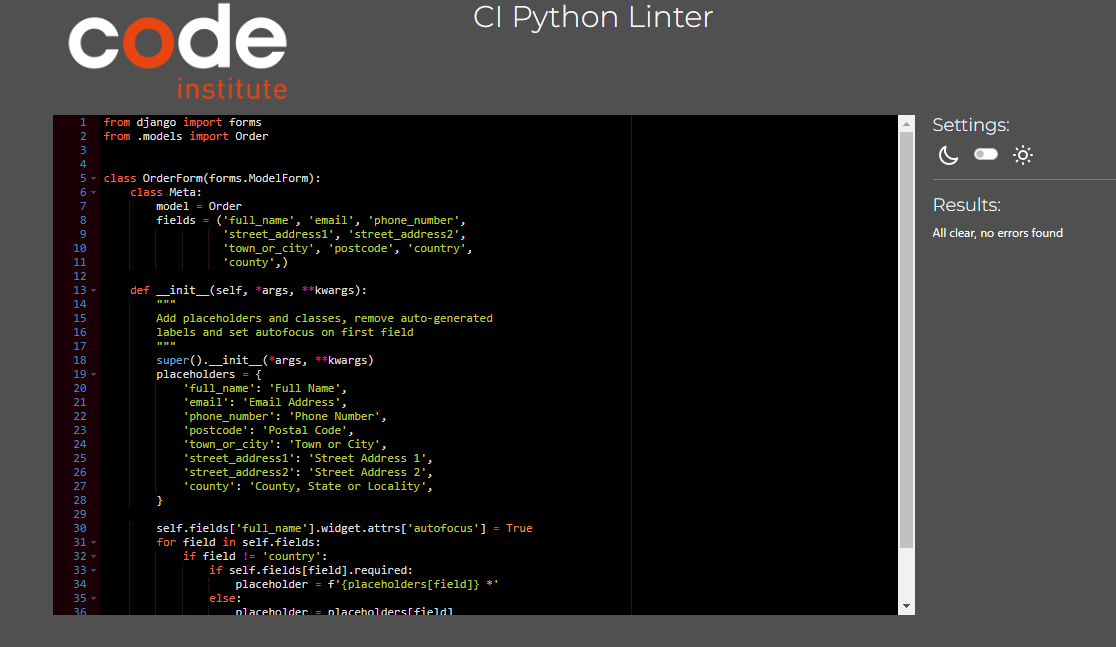 code
institute
CI Python Linter
1 from django import forms
2 from .models import Order
3
4
5 class OrderForm(forms.ModelForm):
6     class Meta:
7         model = Order
8         fields = ('full_name', 'email', 'phone_number',
9                   'street_address1', 'street_address2',
10                   'town_or_city', 'postcode', 'country',
11                   'county',)
12
13     def __init__(self, *args, **kwargs):
14         """
15         Add placeholders and classes, remove auto-generated
16         labels and set autofocus on first field
17         """
18         super().__init__(*args, **kwargs)
19         placeholders = {
20             'full_name': 'Full Name',
21             'email': 'Email Address',
22             'phone_number': 'Phone Number',
23             'postcode': 'Postal Code',
24             'town_or_city': 'Town or City',
25             'street_address1': 'Street Address 1',
26             'street_address2': 'Street Address 2',
27             'county': 'County, State or Locality',
28         }
29
30         self.fields['full_name'].widget.attrs['autofocus'] = True
31         for field in self.fields:
32             if field != 'country':
33                 if self.fields[field].required:
34                     placeholder = f'{placeholders[field]} *'
35                 else:
36                     placeholder = placeholders[field]
Settings:
Results:
All clear, no errors found